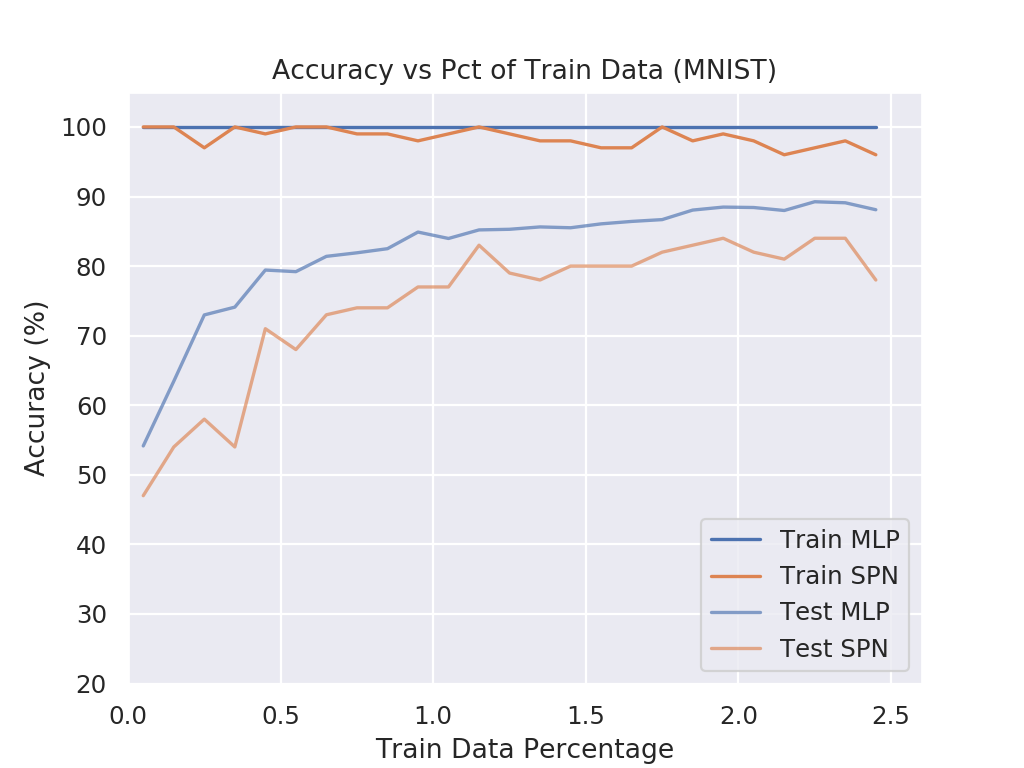 Accuracy vs Pct of Train Data (MNIST)
Accuracy (%)
100
90
80
70
60
50
40
30
20
0.0 0.5 1.0 1.5 2.0 2.5
Train Data Percentage
Train MLP
Train SPN
Test MLP
Test SPN